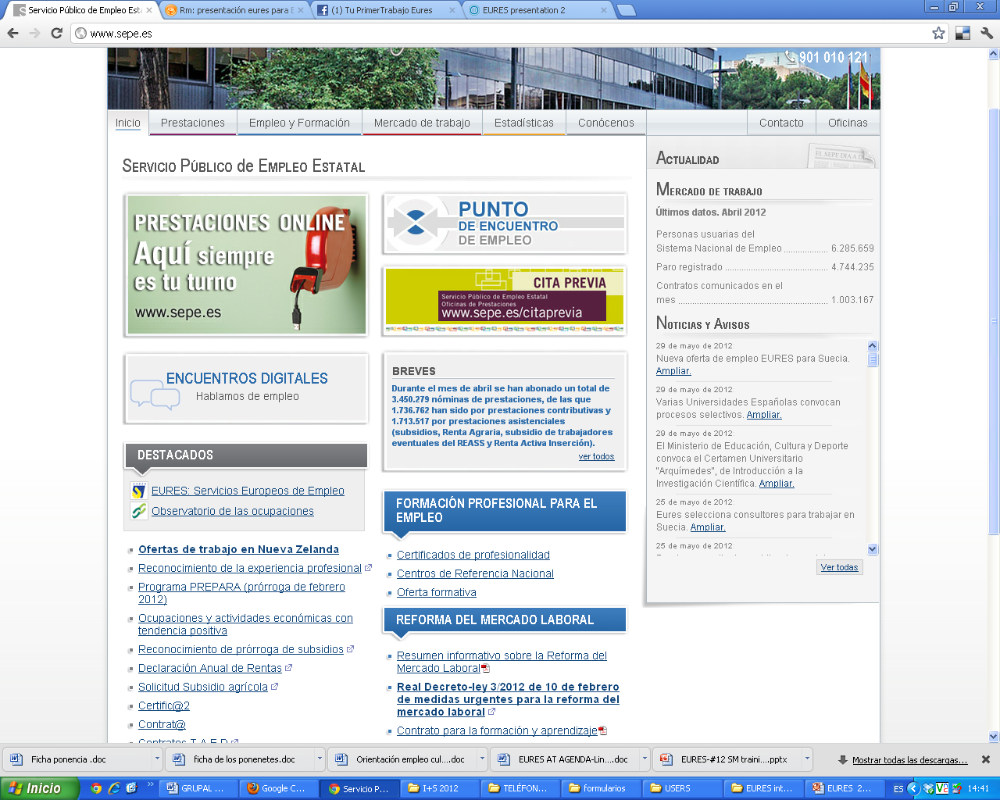 Servicio Público de Empleo Esta
Rm: presentación eures para E
(1) Tu PrimerTrabajo Eures
EURES presentation 2
www.sepe.es
901 010 121
Inicio
Prestaciones
Empleo y Formación
Mercado de trabajo
Estadísticas
Conócenos
Contacto
Oficinas
Servicio Público de Empleo Estatal
PRESTACIONES ONLINE
Aquí siempre
es tu turno
www.sepe.es
PUNTO
DE ENCUENTRO
DE EMPLEO
CITA PREVIA
Servicio Público de Empleo Estatal
Oficinas de Prestaciones
www.sepe.es/citaprevia
ENCUENTROS DIGITALES
Hablamos de empleo
BREVES
Durante el mes de abril se han abonado un total de
3.450.279 nóminas de prestaciones, de las que
1.736.762 han sido por prestaciones contributivas y
1.713.517 por prestaciones asistenciales
(subsidios, Renta Agraria, subsidio de trabajadores
eventuales del REASS y Renta Activa Inserción).
ver todos
DESTACADOS
EURES: Servicios Europeos de Empleo
Observatorio de las ocupaciones
Ofertas de trabajo en Nueva Zelanda
Reconocimiento de la experiencia profesional
Programa PREPARA (prórroga de febrero
2012)
Ocupaciones y actividades económicas con
tendencia positiva
Reconocimiento de prórroga de subsidios
Declaración Anual de Rentas
Solicitud Subsidio agrícola
Certific@2
Contrat@
Contratos T.A.E.D
FORMACIÓN PROFESIONAL PARA EL
EMPLEO
Certificados de profesionalidad
Centros de Referencia Nacional
Oferta formativa
REFORMA DEL MERCADO LABORAL
Resumen informativo sobre la Reforma del
Mercado Laboral
Real Decreto-ley 3/2012 de 10 de febrero
de medidas urgentes para la reforma del
mercado laboral
Contrato para la formación y aprendizaje
Actualidad
EL SEPE DÍA A D
Mercado de trabajo
Últimos datos. Abril 2012
Personas usuarias del
Sistema Nacional de Empleo .................. 6.285.659
Paro registrado .......................................... 4.744.235
Contratos comunicados en el
mes ............................................................. 1.003.167
Noticias y Avisos
29 de mayo de 2012:
Nueva oferta de empleo EURES para Suecia.
Ampliar.
29 de mayo de 2012:
Varias Universidades Españolas convocan
procesos selectivos. Ampliar.
29 de mayo de 2012:
El Ministerio de Educación, Cultura y Deporte
convoca el Certamen Universitario
"Arquímedes", de Introducción a la
Investigación Científica. Ampliar.
25 de mayo de 2012:
Eures selecciona consultores para trabajar en
Suecia. Ampliar.
25 de mayo de 2012:
Ver todas
Ficha ponencia .doc
ficha de los ponenetes.doc
Orientación empleo cul....doc
EURES AT AGENDA-Lin....doc
EURES-#12 SM traini....pptx
Mostrar todas las descargas...
Inicio
GRUPAL ...
Google C...
Servicio P...
I+S 2012
TELÉFON...
formularios
USERS
EURES int...
EURES 2...
ES
14:41